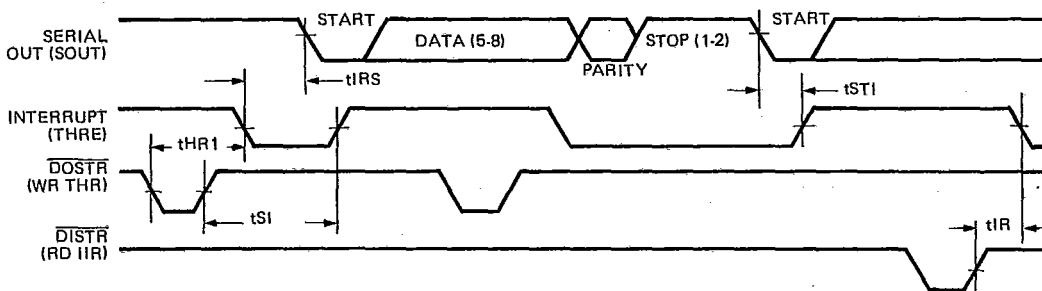 SERIAL
OUT (SOUT)
START
DATA (5-8)
PARITY
STOP (1-2)
START
tIRS
tSTI
INTERRUPT
(THRE)
tHR1
DOSTR
(WR THR)
tSI
DISTR
(RD IIR)
tIR